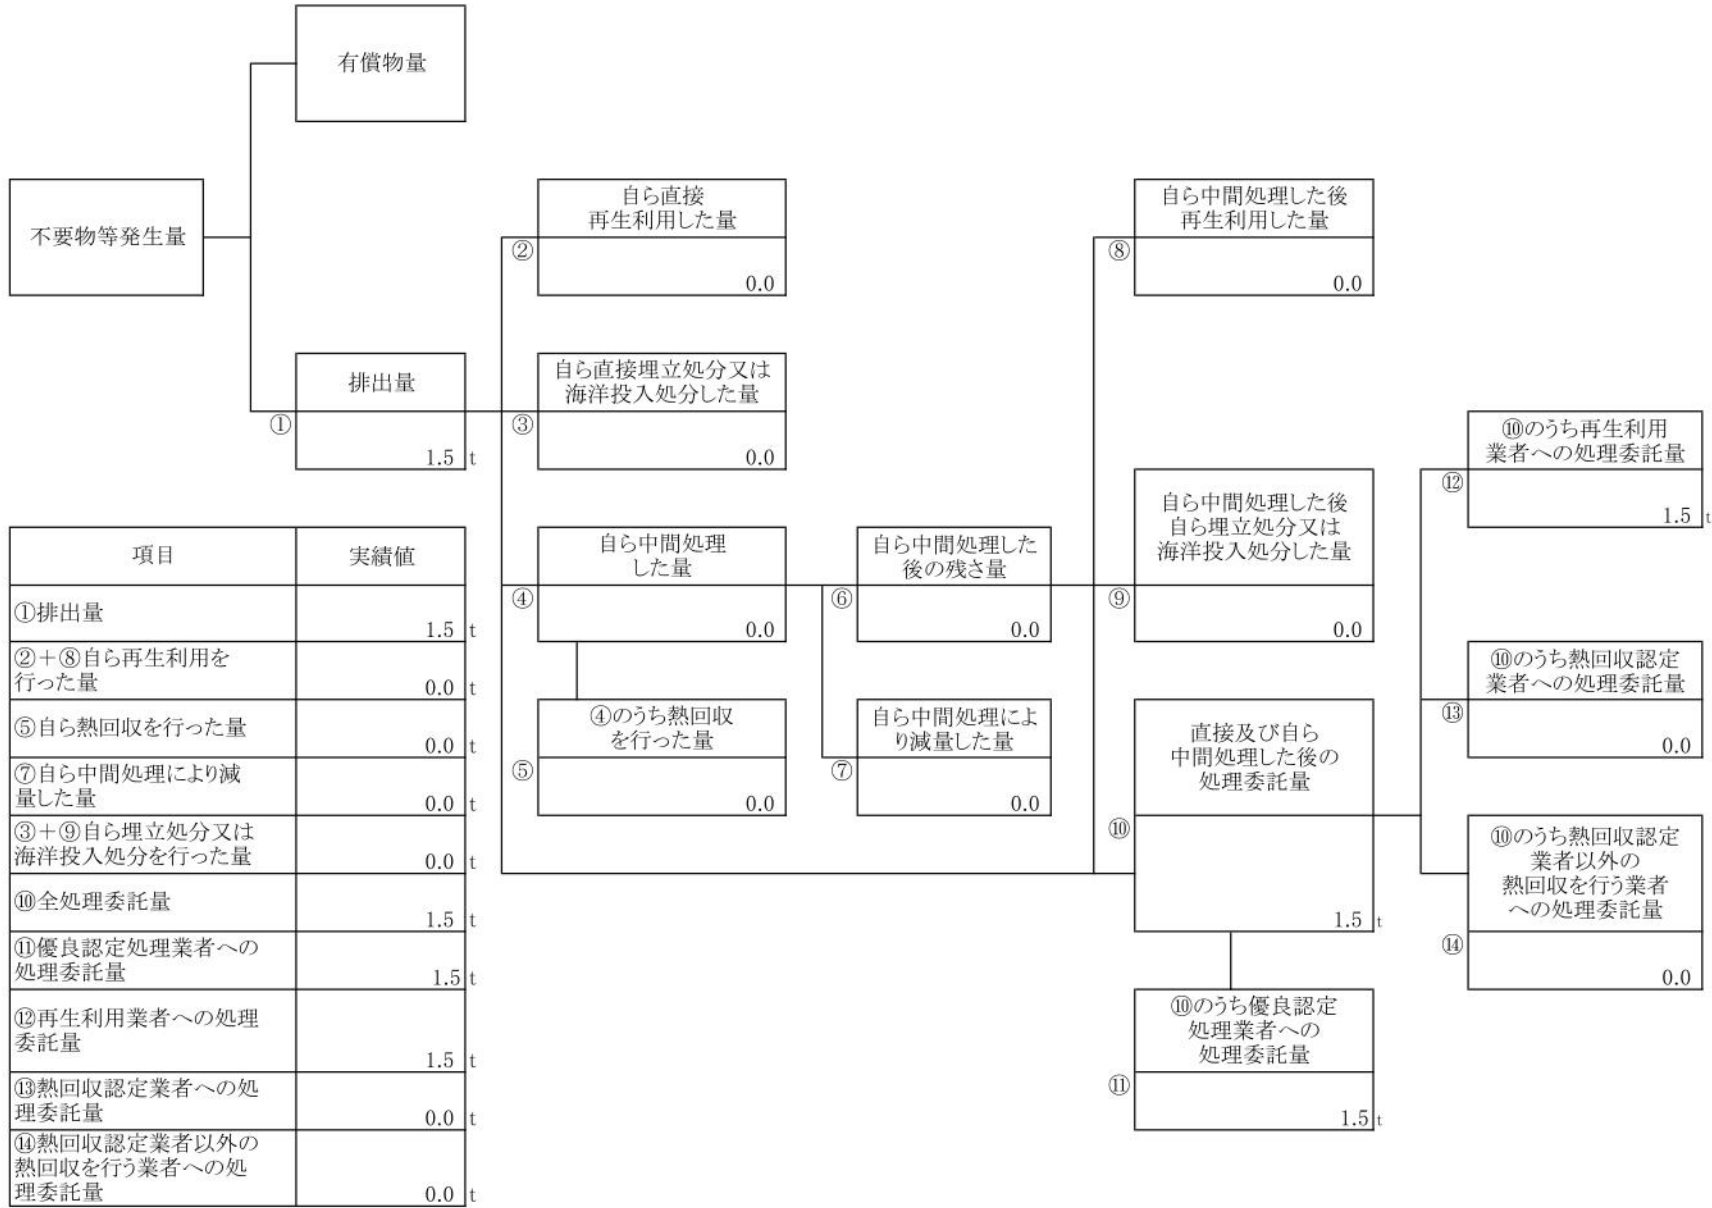 有償物量
不要物等発生量
自ら直接
再生利用した量
②
0.0
自ら中間処理した後
再生利用した量
⑧
0.0
排出量
①
1.5 t
自ら直接埋立処分又は
海洋投入処分した量
③
0.0
⑩のうち再生利用
業者への処理委託量
⑫
1.5 t
自ら中間処理
した量
④
0.0
自ら中間処理した
後の残さ量
⑥
0.0
自ら中間処理した後
自ら埋立処分又は
海洋投入処分した量
⑨
0.0
④のうち熱回収
を行った量
⑤
0.0
自ら中間処理によ
り減量した量
⑦
0.0
直接及び自ら
中間処理した後の
処理委託量
⑩
1.5 t
⑩のうち熱回収認定
業者への処理委託量
⑬
0.0
⑩のうち熱回収認定
業者以外の
熱回収を行う業者
への処理委託量
⑭
0.0
⑩のうち優良認定
処理業者への
処理委託量
⑪
1.5 t
項目 実績値
①排出量
1.5 t
②＋⑧自ら再生利用を
行った量
0.0 t
⑤自ら熱回収を行った量
0.0 t
⑦自ら中間処理により減
量した量
0.0 t
③＋⑨自ら埋立処分又は
海洋投入処分を行った量
0.0 t
⑩全処理委託量
1.5 t
⑪優良認定処理業者への
処理委託量
1.5 t
⑫再生利用業者への処理
委託量
1.5 t
⑬熱回収認定業者への処
理委託量
0.0 t
⑭熱回収認定業者以外の
熱回収を行う業者への処
理委託量
0.0 t